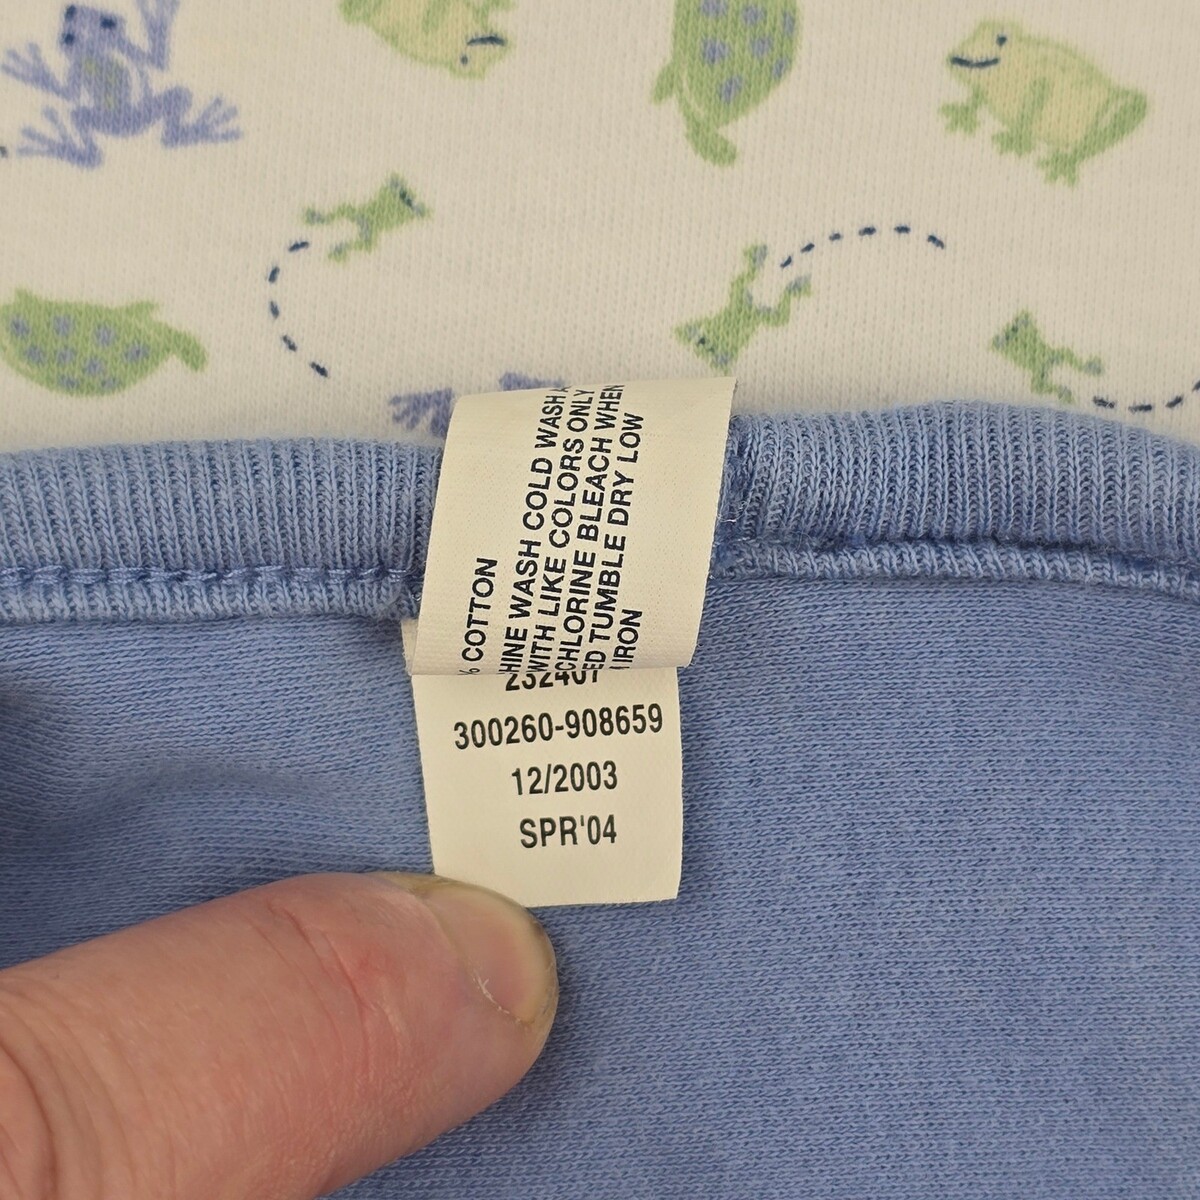 COTTON
HINE WASH COLD WASH
WITH LIKE COLORS ONLY
CHLORINE BLEACH WHEN
ED TUMBLE DRY LOW
IRON
300260-908659
12/2003
SPR'04